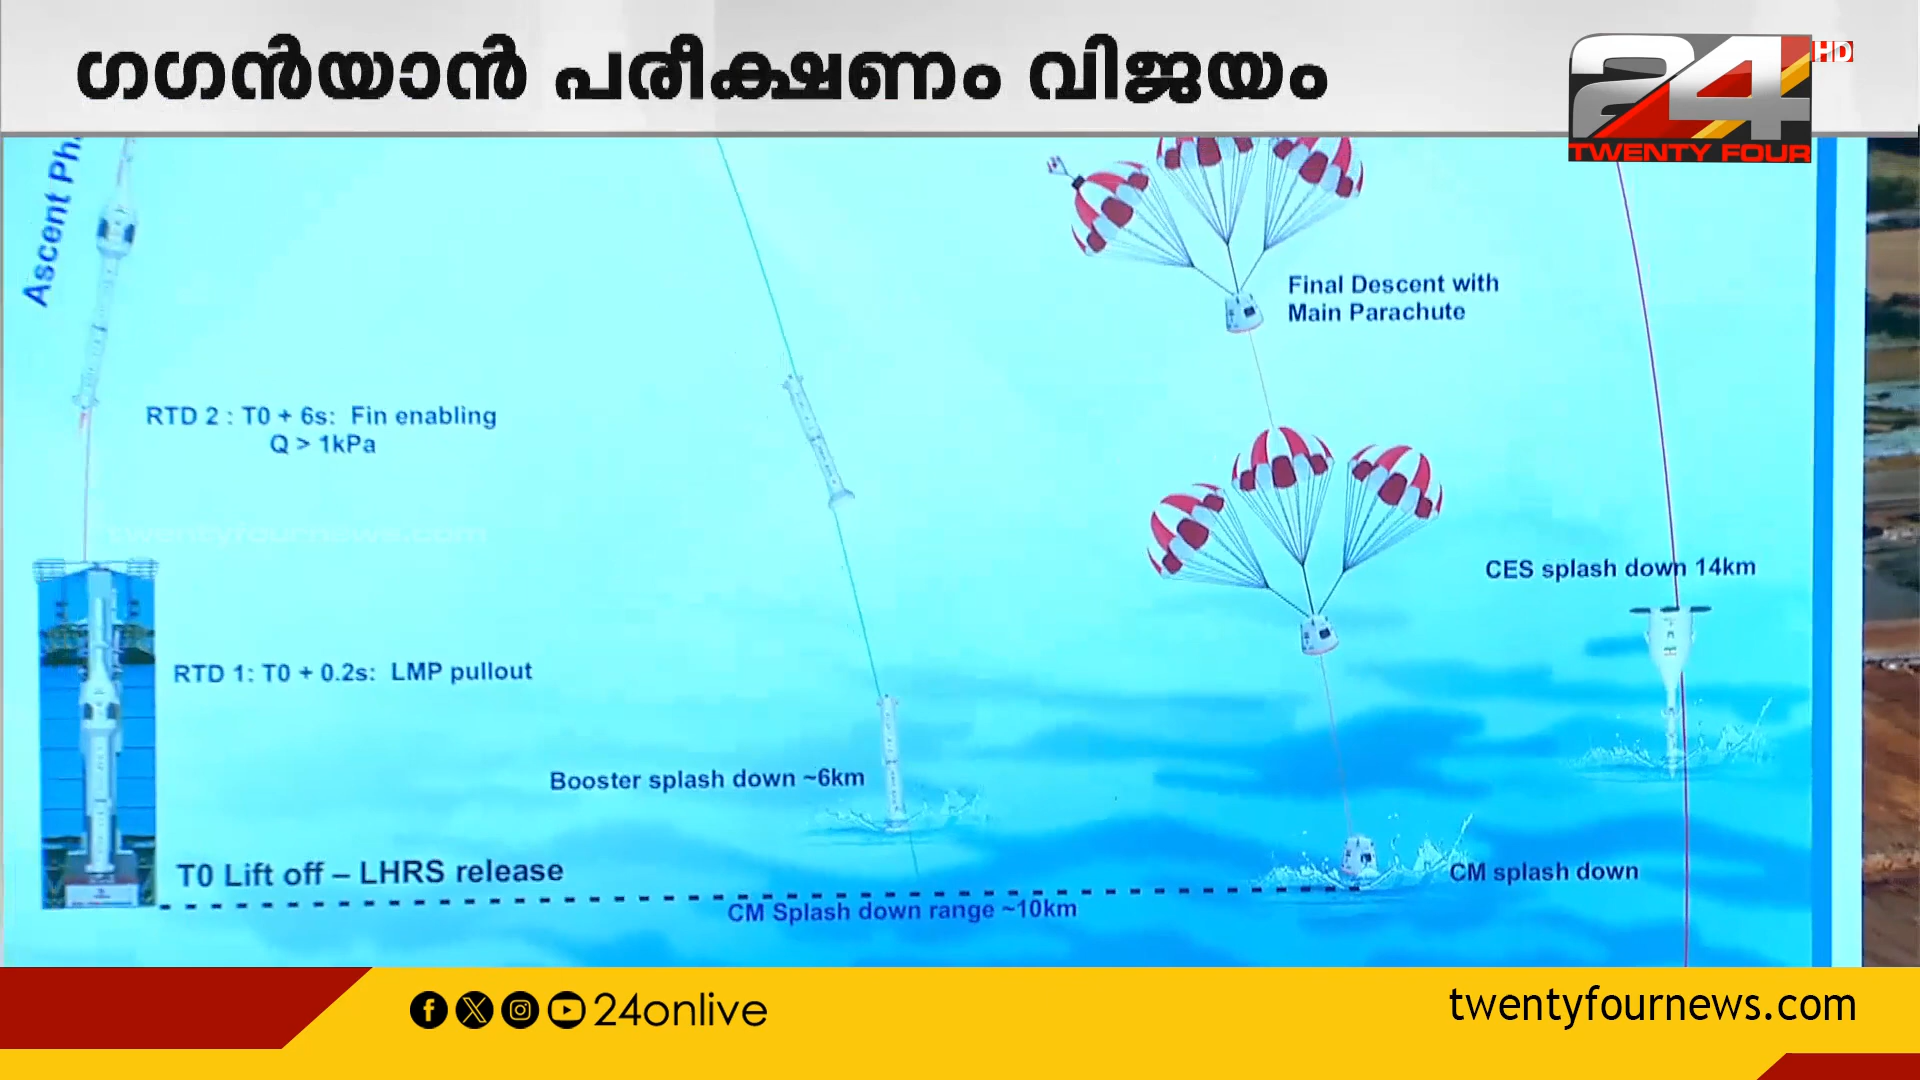 ഗഗൻയാൻ പരീക്ഷണം വിജയം
24
HD
TWENTY FOUR
Ascent Ph
Final Descent with
Main Parachute
RTD 2 : T0 + 6s: Fin enabling
Q > 1kPa
twentyfournews.com
CES splash down 14km
RTD 1: T0 + 0.2s: LMP pullout
Booster splash down ~6km
T0 Lift off – LHRS release
CM splash down
CM Splash down range ~10km
24onlive
twentyfournews.com